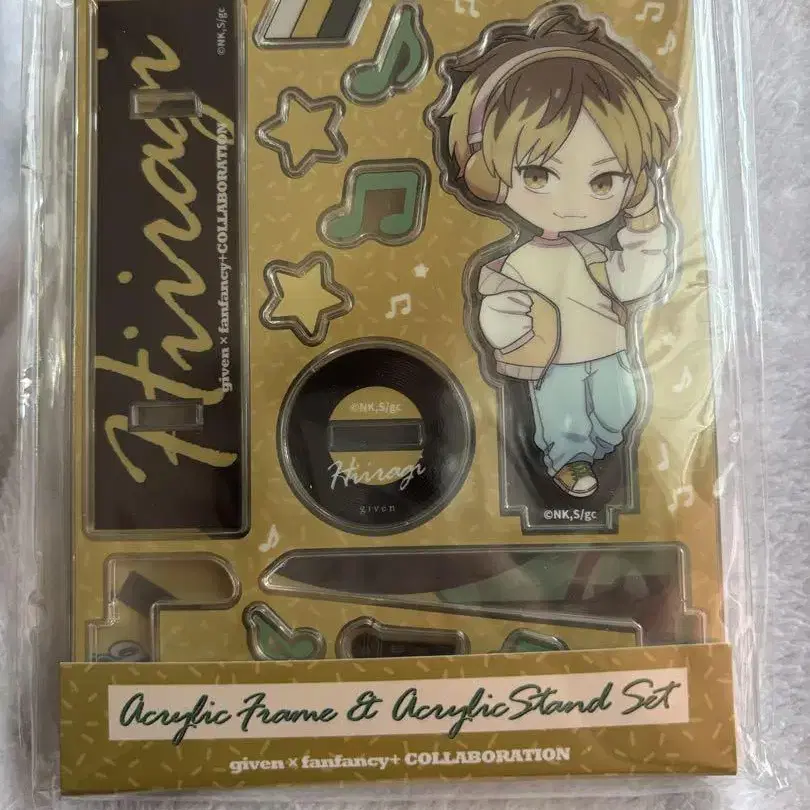 ©NK,S/gc
Hiiragi
given × fanfancy+COLLABORATION
©NK,S/gc
Hiiragi
given
©NK,S/gc
Acrylic Frame & Acrylic Stand Set
given × fanfancy+ COLLABORATION